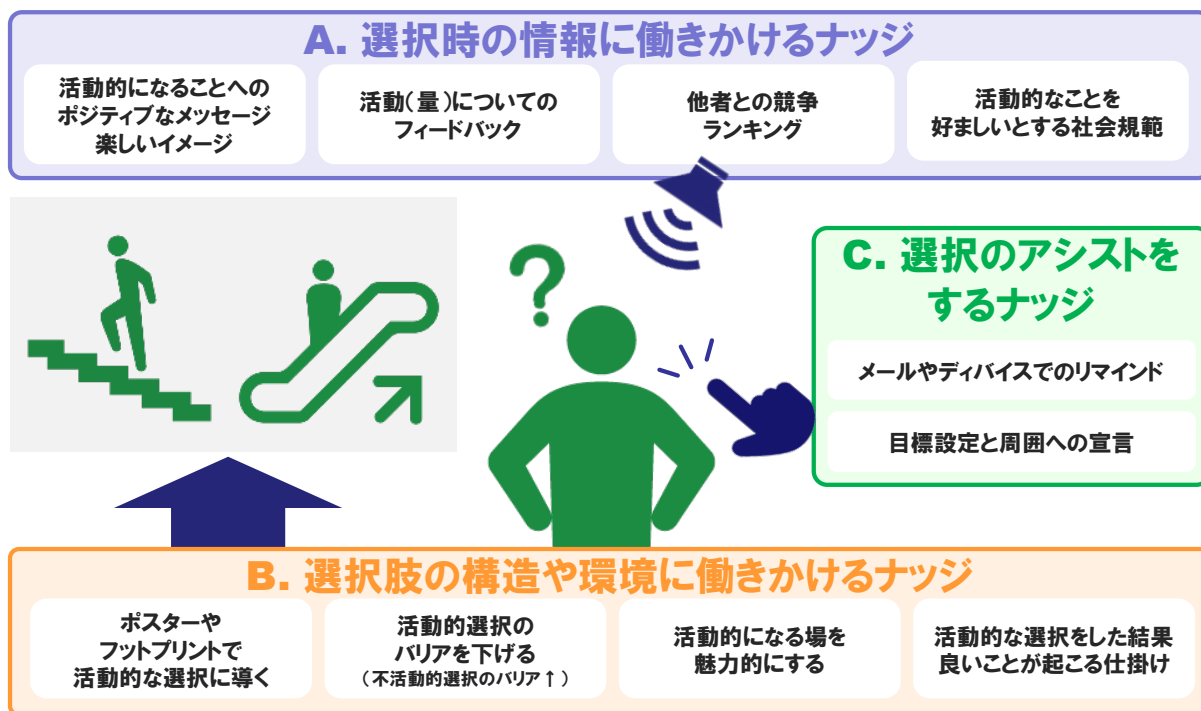 A. 選択時の情報に働きかけるナッジ
活動的になることへの
ポジティブなメッセージ
楽しいイメージ
活動(量)についての
フィードバック
他者との競争
ランキング
活動的なことを
好ましいとする社会規範
?
C. 選択のアシストを
するナッジ
メールやディバイスでのリマインド
目標設定と周囲への宣言
B. 選択肢の構造や環境に働きかけるナッジ
ポスターや
フットプリントで
活動的な選択に導く
活動的選択の
バリアを下げる
(不活動的選択のバリア↑)
活動的になる場を
魅力的にする
活動的な選択をした結果
良いことが起こる仕掛け